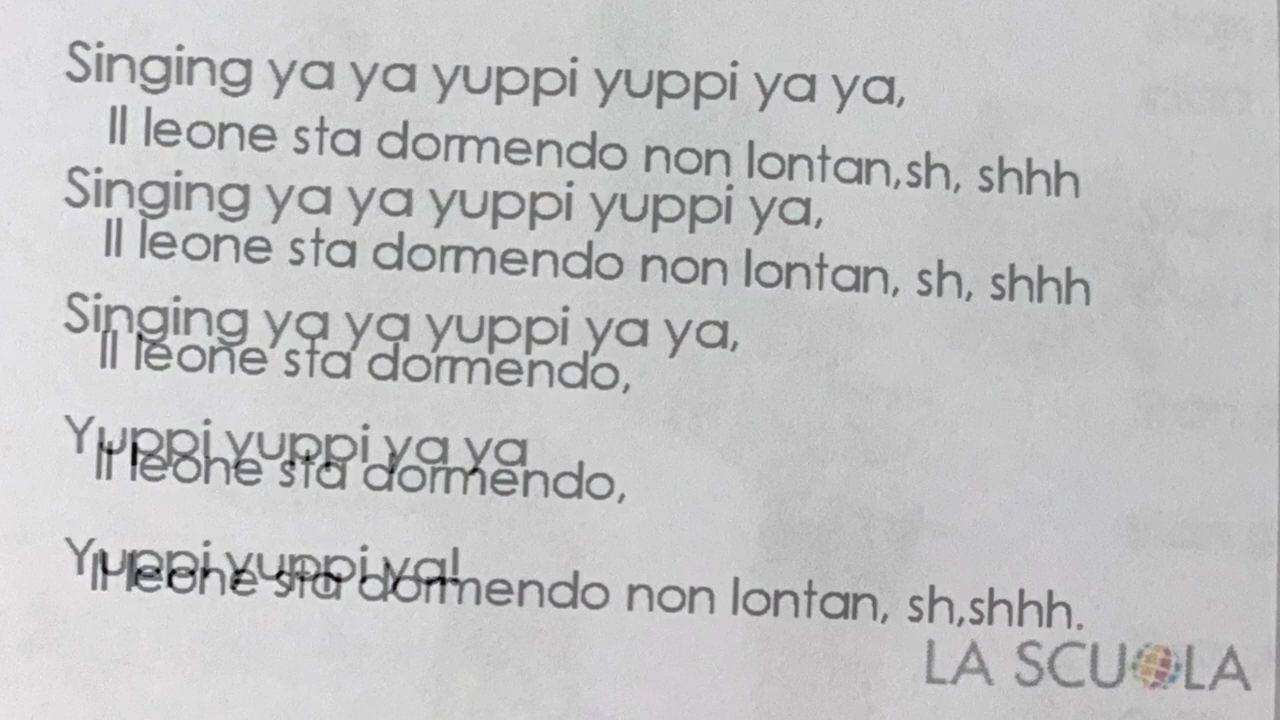 Singing ya ya yuppi yuppi ya ya,
Il leone sta dormendo non lontan,sh, shhh
Singing ya ya yuppi yuppi ya,
Il leone sta dormendo non lontan, sh, shhh
Singing ya ya yuppi ya ya,
Il leone sta dormendo,
Yuppi yuppi ya ya
Il leone sta dormendo,
Yuppi yuppi ya!
Il leone sta dormendo non lontan, sh,shhh.
LA SCUOLA